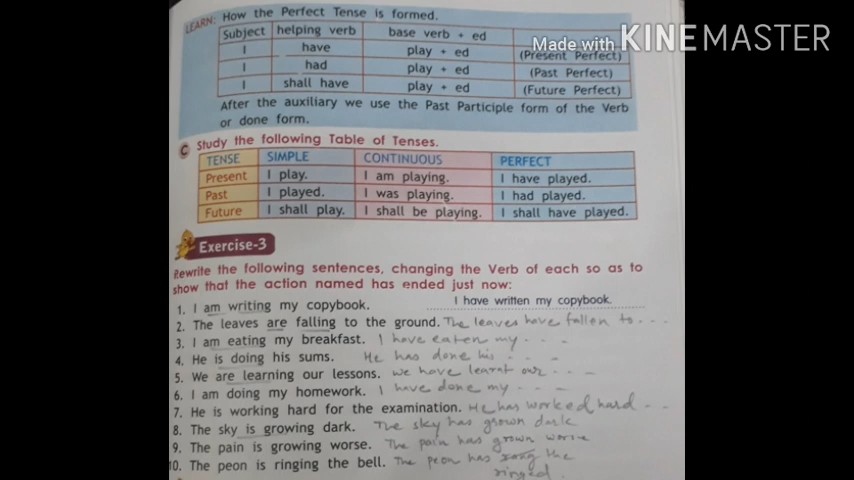 LEARN: How the Perfect Tense is formed.
Subject helping verb base verb + ed
Made with KINEMASTER
I have play + ed (Present Perfect)
I had play + ed (Past Perfect)
I shall have play + ed (Future Perfect)
After the auxiliary we use the Past Participle form of the Verb
or done form.
C Study the following Table of Tenses.
TENSE SIMPLE CONTINUOUS PERFECT
Present I play. I am playing. I have played.
Past I played. I was playing. I had played.
Future I shall play. I shall be playing. I shall have played.
Exercise-3
Rewrite the following sentences, changing the Verb of each so as to
show that the action named has ended just now:
1. I am writing my copybook. I have written my copybook.
2. The leaves are falling to the ground. The leaves have fallen to - - -
3. I am eating my breakfast. I have eaten my - - -
4. He is doing his sums. He has done his - - -
5. We are learning our lessons. we have learnt our - - -
6. I am doing my homework. I have done my - - -
7. He is working hard for the examination. He has worked hard - -
8. The sky is growing dark. The sky has grown dark
9. The pain is growing worse. The pain has grown worse
10. The peon is ringing the bell. The peon has rang the
ringed.